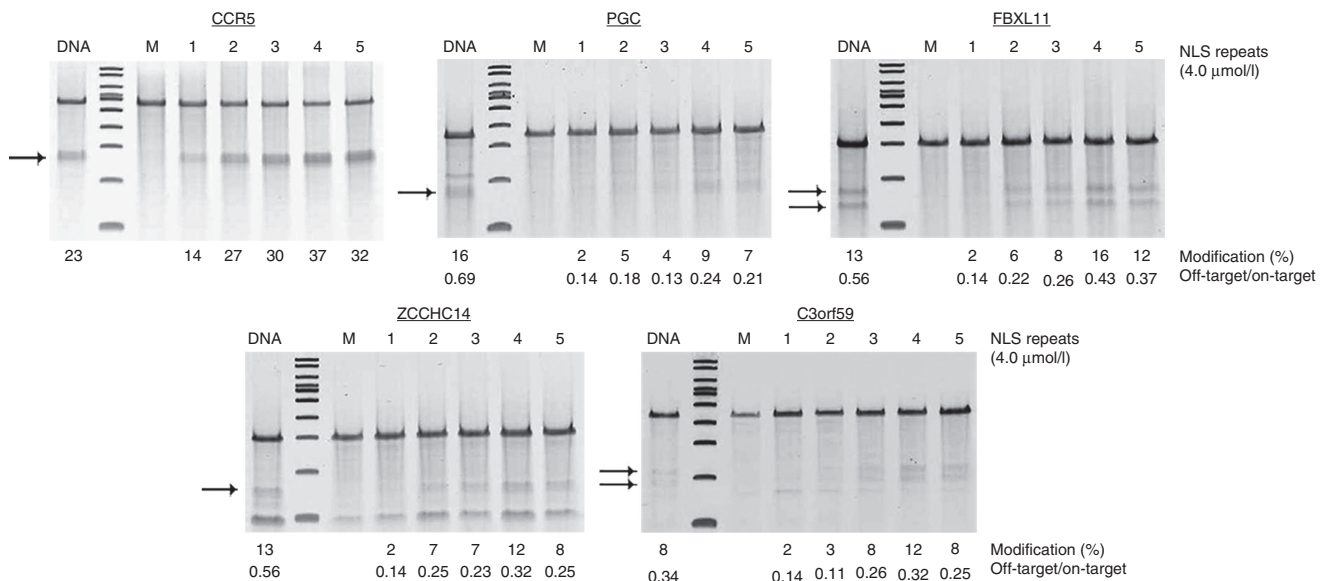 CCR5 PGC FBXL11
DNA M 1 2 3 4 5 DNA M 1 2 3 4 5 DNA M 1 2 3 4 5 NLS repeats
(4.0 μmol/l)
23 14 27 30 37 32 16 2 5 4 9 7 13 2 6 8 16 12 Modification (%)
0.69 0.14 0.18 0.13 0.24 0.21 0.56 0.14 0.22 0.26 0.43 0.37 Off-target/on-target
ZCCHC14 C3orf59
DNA M 1 2 3 4 5 DNA M 1 2 3 4 5 NLS repeats
(4.0 μmol/l)
13 2 7 7 12 8 8 2 3 8 12 8 Modification (%)
0.56 0.14 0.25 0.23 0.32 0.25 0.34 0.14 0.11 0.26 0.32 0.25 Off-target/on-target